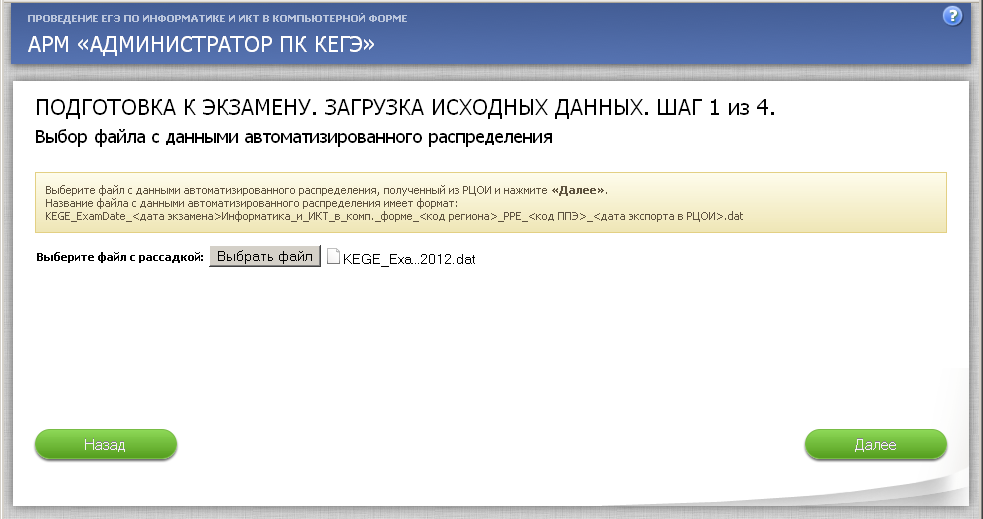 ПРОВЕДЕНИЕ ЕГЭ ПО ИНФОРМАТИКЕ И ИКТ В КОМПЬЮТЕРНОЙ ФОРМЕ
?
АРМ «АДМИНИСТРАТОР ПК КЕГЭ»
ПОДГОТОВКА К ЭКЗАМЕНУ. ЗАГРУЗКА ИСХОДНЫХ ДАННЫХ. ШАГ 1 из 4.
Выбор файла с данными автоматизированного распределения
Выберите файл с данными автоматизированного распределения, полученный из РЦОИ и нажмите «Далее».
Название файла с данными автоматизированного распределения имеет формат:
KEGE_ExamDate_<дата экзамена>Информатика_и_ИКТ_в_комп._форме_<код региона>_PPE_<код ППЭ>_<дата экспорта в РЦОИ>.dat
Выберите файл с рассадкой: Выбрать файл KEGE_Exa...2012.dat
Назад Далее